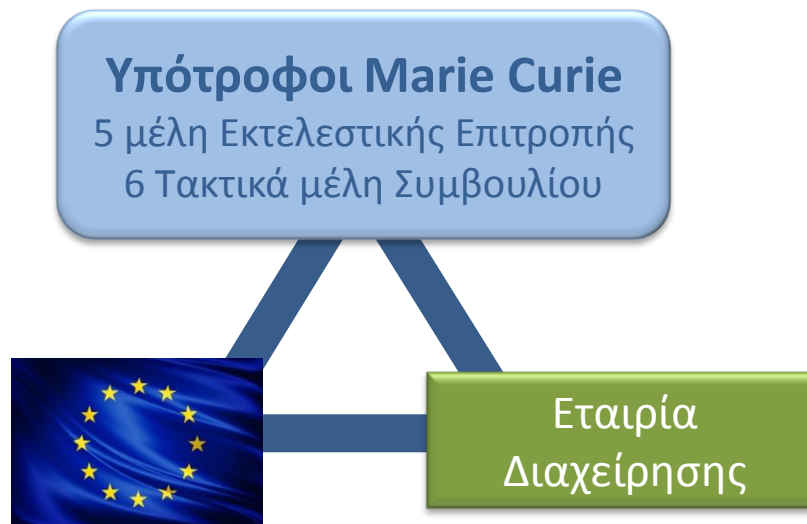 Υπότροφοι Marie Curie
5 μέλη Εκτελεστικής Επιτροπής
6 Τακτικά μέλη Συμβουλίου
Εταιρία
Διαχείρησης